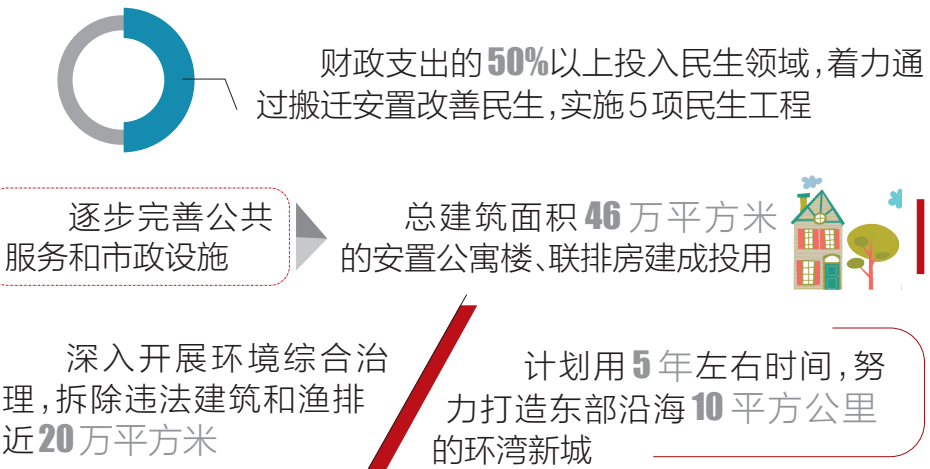 财政支出的50%以上投入民生领域,着力通
过搬迁安置改善民生,实施5项民生工程
逐步完善公共
服务和市政设施
总建筑面积46万平方米
的安置公寓楼、联排房建成投用
深入开展环境综合治
理,拆除违法建筑和渔排
近20万平方米
计划用5年左右时间,努
力打造东部沿海10平方公里
的环湾新城